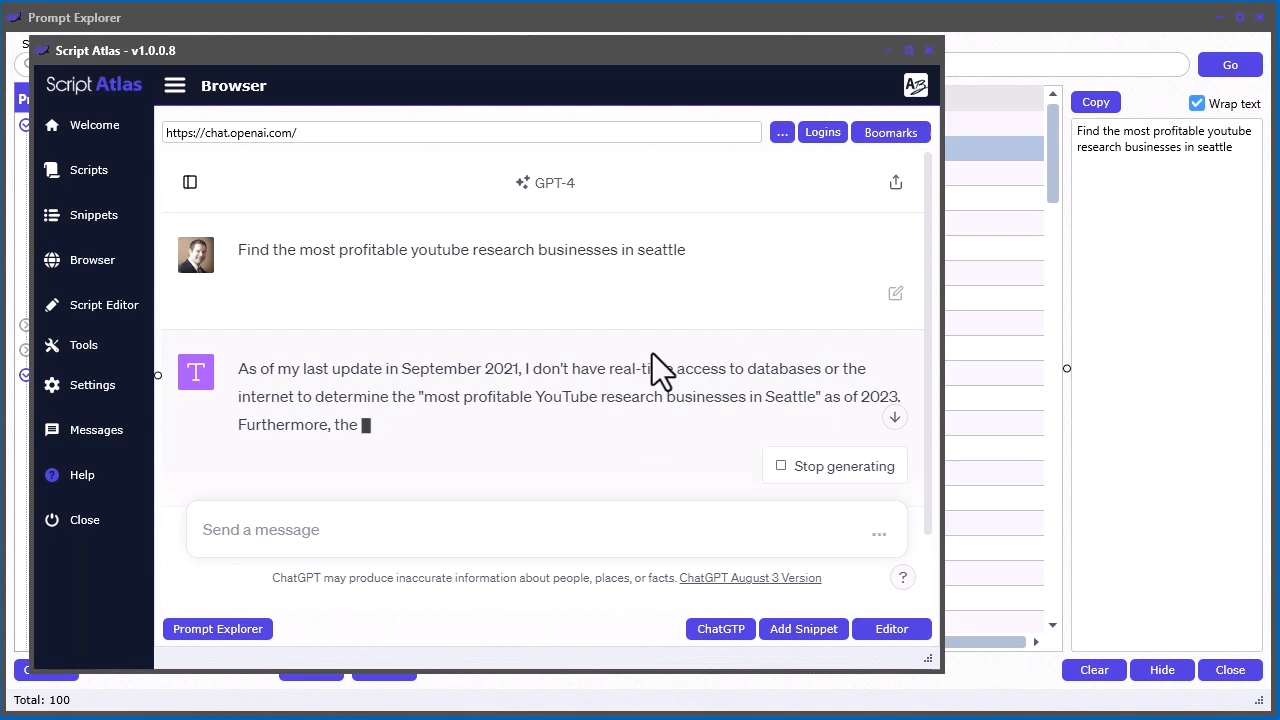 Prompt Explorer
Script Atlas - v1.0.0.8
Go
Script Atlas
Browser
AB
Copy
Wrap text
Welcome
https://chat.openai.com/
...
Logins
Boomarks
Find the most profitable youtube
research businesses in seattle
Scripts
GPT-4
Snippets
Find the most profitable youtube research businesses in seattle
Browser
Script Editor
Tools
T
As of my last update in September 2021, I don't have real-time access to databases or the
internet to determine the "most profitable YouTube research businesses in Seattle" as of 2023.
Furthermore, the
Settings
Messages
Stop generating
Help
Close
Send a message
...
ChatGPT may produce inaccurate information about people, places, or facts. ChatGPT August 3 Version
?
Prompt Explorer
ChatGTP
Add Snippet
Editor
Clear
Hide
Close
Total: 100